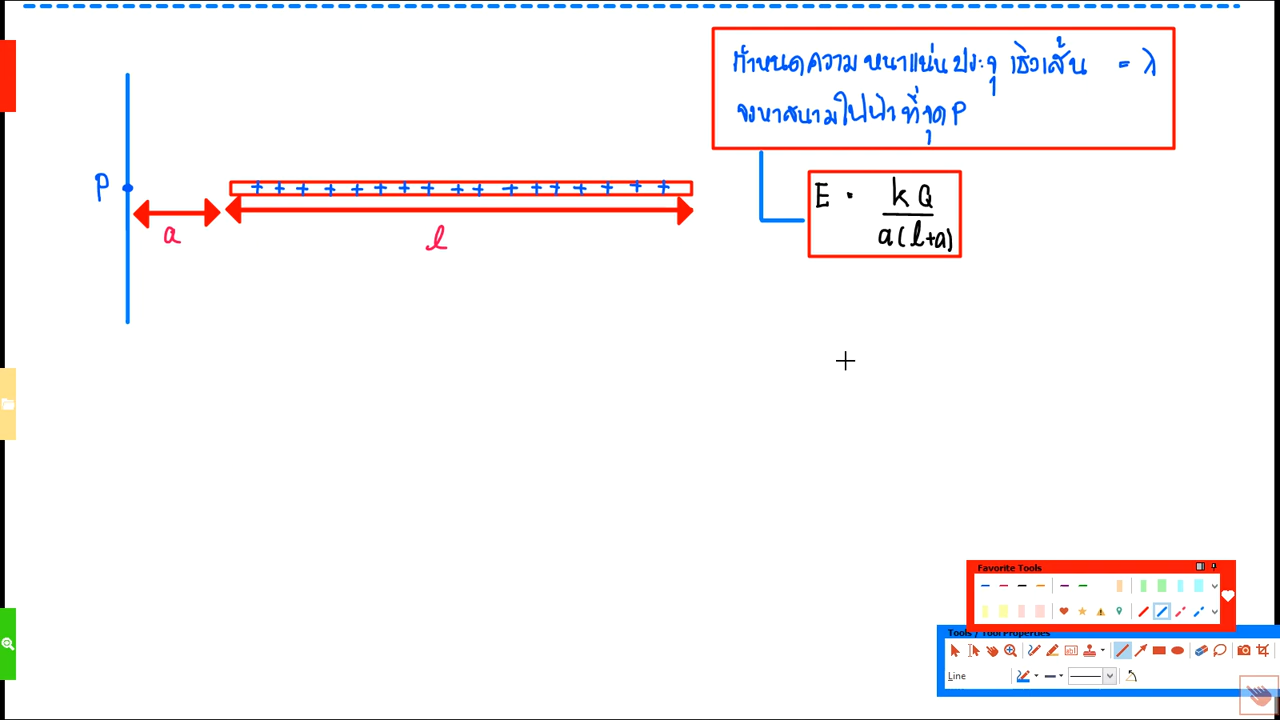 กำหนดความหนาแน่นประจุเชิงเส้น = λ
จงหาสนามไฟฟ้าที่จุด P
P
+ + + + + + + + + + + + + + + + +
a
l
E = kQ
a(l+a)
Favorite Tools
Tools / Tool Properties
Line